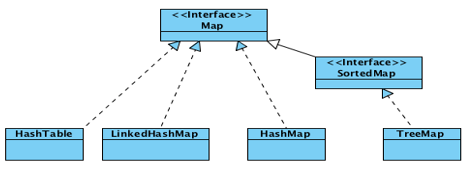 <<Interface>>
Map
<<Interface>>
SortedMap
HashTable
LinkedHashMap
HashMap
TreeMap